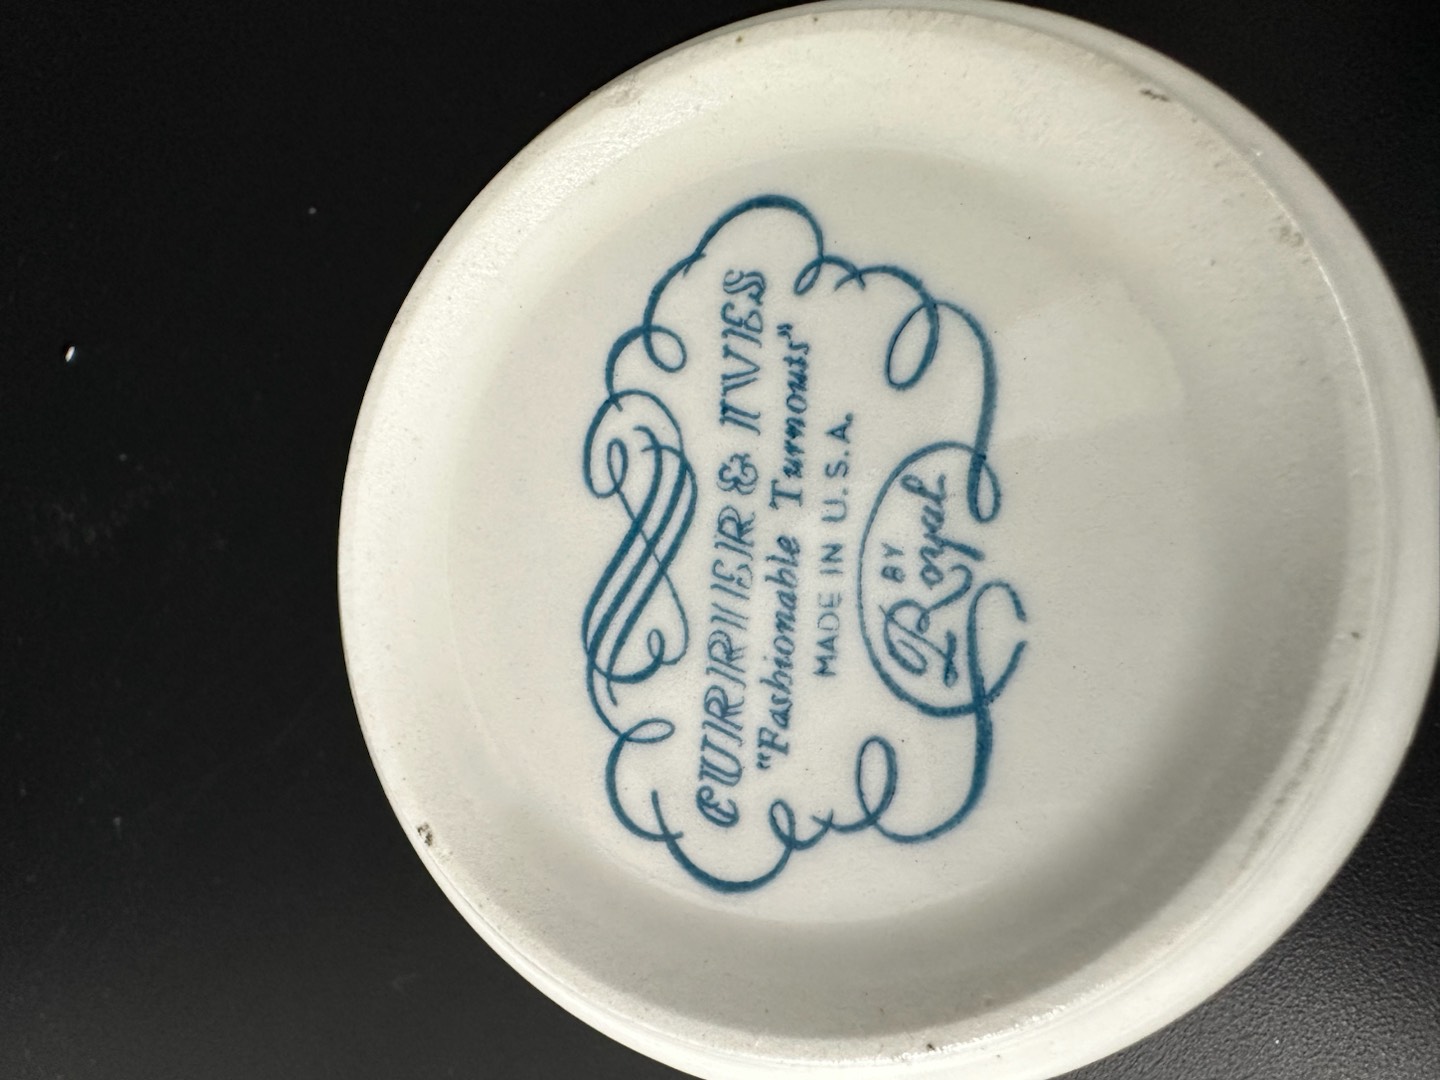 CURRIER & IVES
"Fashionable Turnouts"
MADE IN U.S.A.
BY
Royal